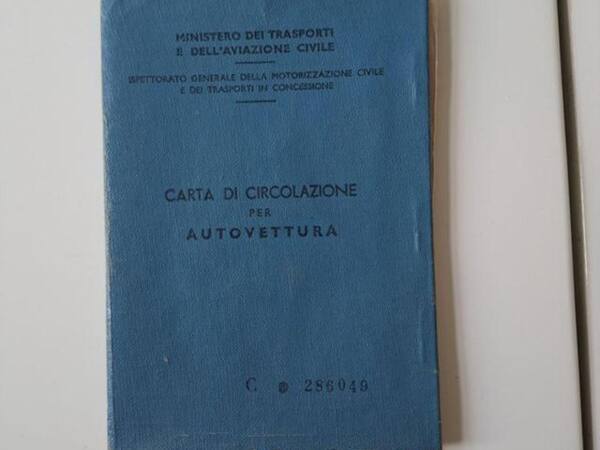 MINISTERO DEI TRASPORTI
E DELL'AVIAZIONE CIVILE
ISPETTORATO GENERALE DELLA MOTORIZZAZIONE CIVILE
E DEI TRASPORTI IN CONCESSIONE
CARTA DI CIRCOLAZIONE
PER
AUTOVETTURA
C 286049